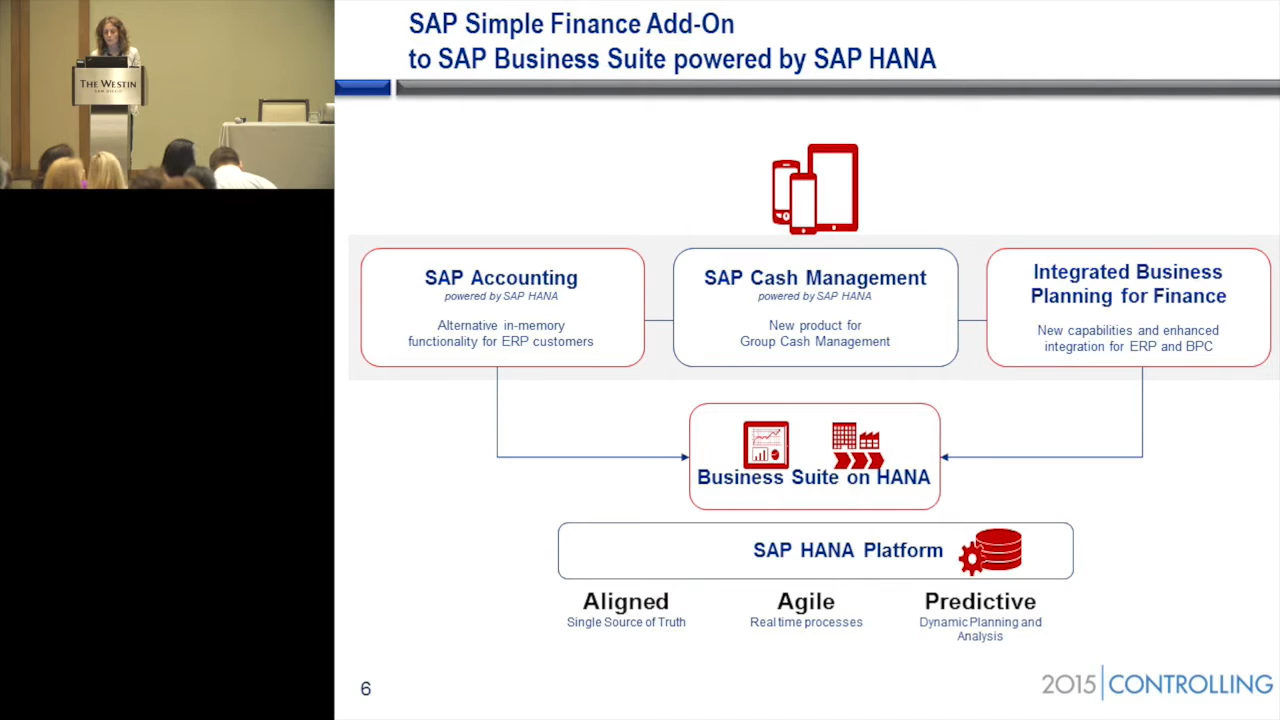 THE WESTIN
SAN DIEGO
SAP Simple Finance Add-On
to SAP Business Suite powered by SAP HANA
SAP Accounting
powered by SAP HANA
Alternative in-memory
functionality for ERP customers
SAP Cash Management
powered by SAP HANA
New product for
Group Cash Management
Integrated Business
Planning for Finance
New capabilities and enhanced
integration for ERP and BPC
Business Suite on HANA
SAP HANA Platform
Aligned
Single Source of Truth
Agile
Real time processes
Predictive
Dynamic Planning and
Analysis
6
2015 CONTROLLING